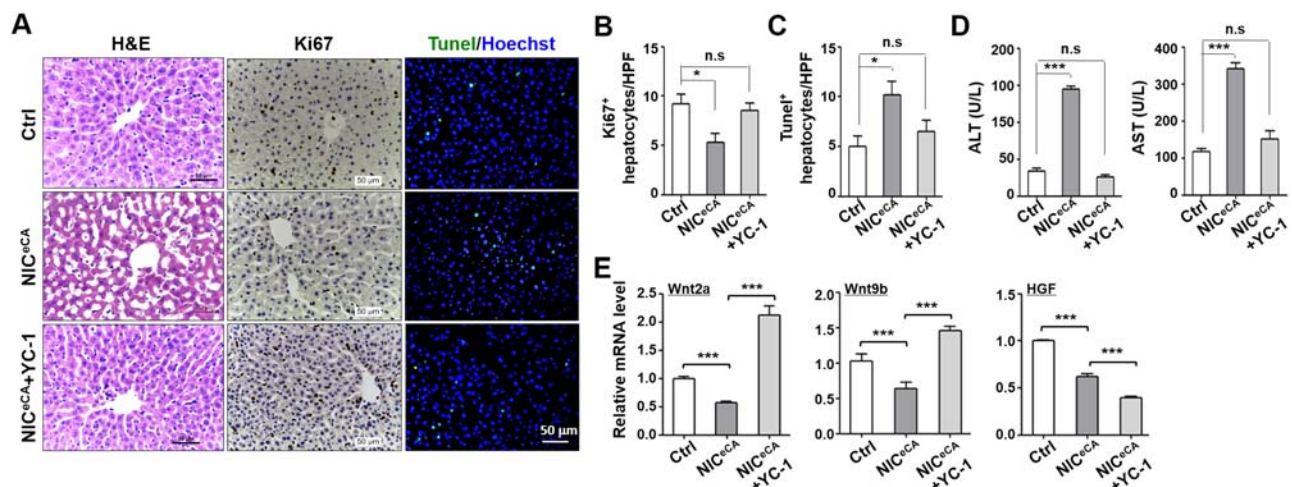 A
H&E
Ki67
Tunel/Hoechst
Ctrl
NICeCA
NICeCA+YC-1
50 µm
50 µm
50 µm
50 µm
B
Ki67+
hepatocytes/HPF
15
10
5
0
n.s
*
Ctrl
NICeCA
NICeCA
+YC-1
C
Tunel+
hepatocytes/HPF
15
10
5
0
n.s
*
Ctrl
NICeCA
NICeCA
+YC-1
D
ALT (U/L)
100
150
50
0
n.s
***
Ctrl
NICeCA
NICeCA
+YC-1
AST (U/L)
400
300
200
100
0
n.s
***
Ctrl
NICeCA
NICeCA
+YC-1
E
Relative mRNA level
Wnt2a
2.5
2.0
1.5
1.0
0.5
0.0
***
***
Ctrl
NICeCA
NICeCA
+YC-1
Wnt9b
2.0
1.5
1.0
0.5
0.0
***
***
Ctrl
NICeCA
NICeCA
+YC-1
HGF
1.5
1.0
0.5
0.0
***
***
Ctrl
NICeCA
NICeCA
+YC-1